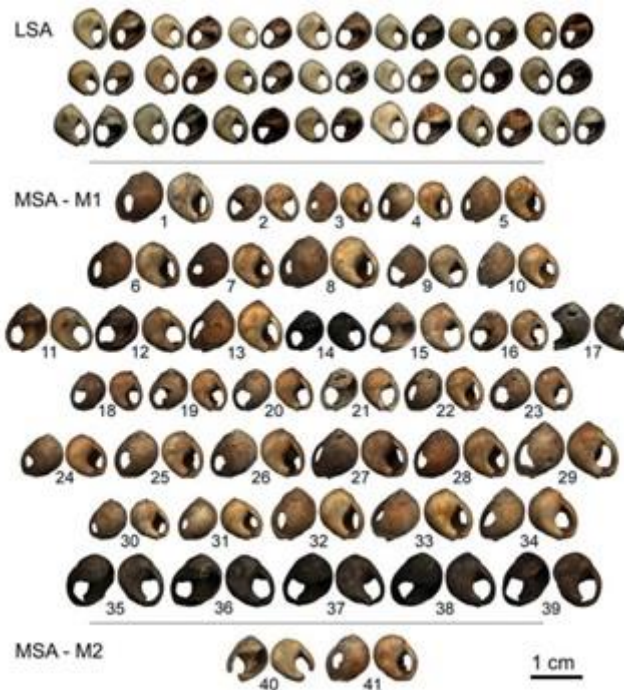 LSA
MSA - M1
1 2 3 4 5
6 7 8 9 10
11 12 13 14 15 16 17
18 19 20 21 22 23
24 25 26 27 28 29
30 31 32 33 34
35 36 37 38 39
MSA - M2
40 41
1 cm